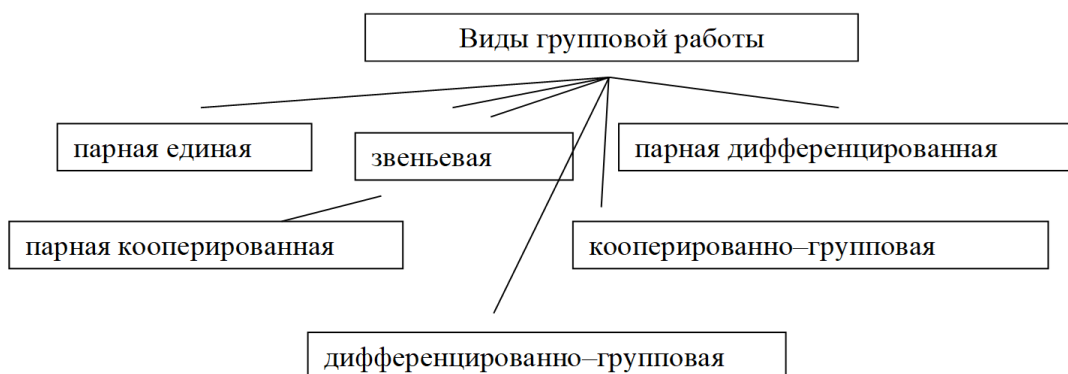 Виды групповой работы
парная единая
звеньевая
парная дифференцированная
парная кооперированная
кооперированно–групповая
дифференцированно–групповая